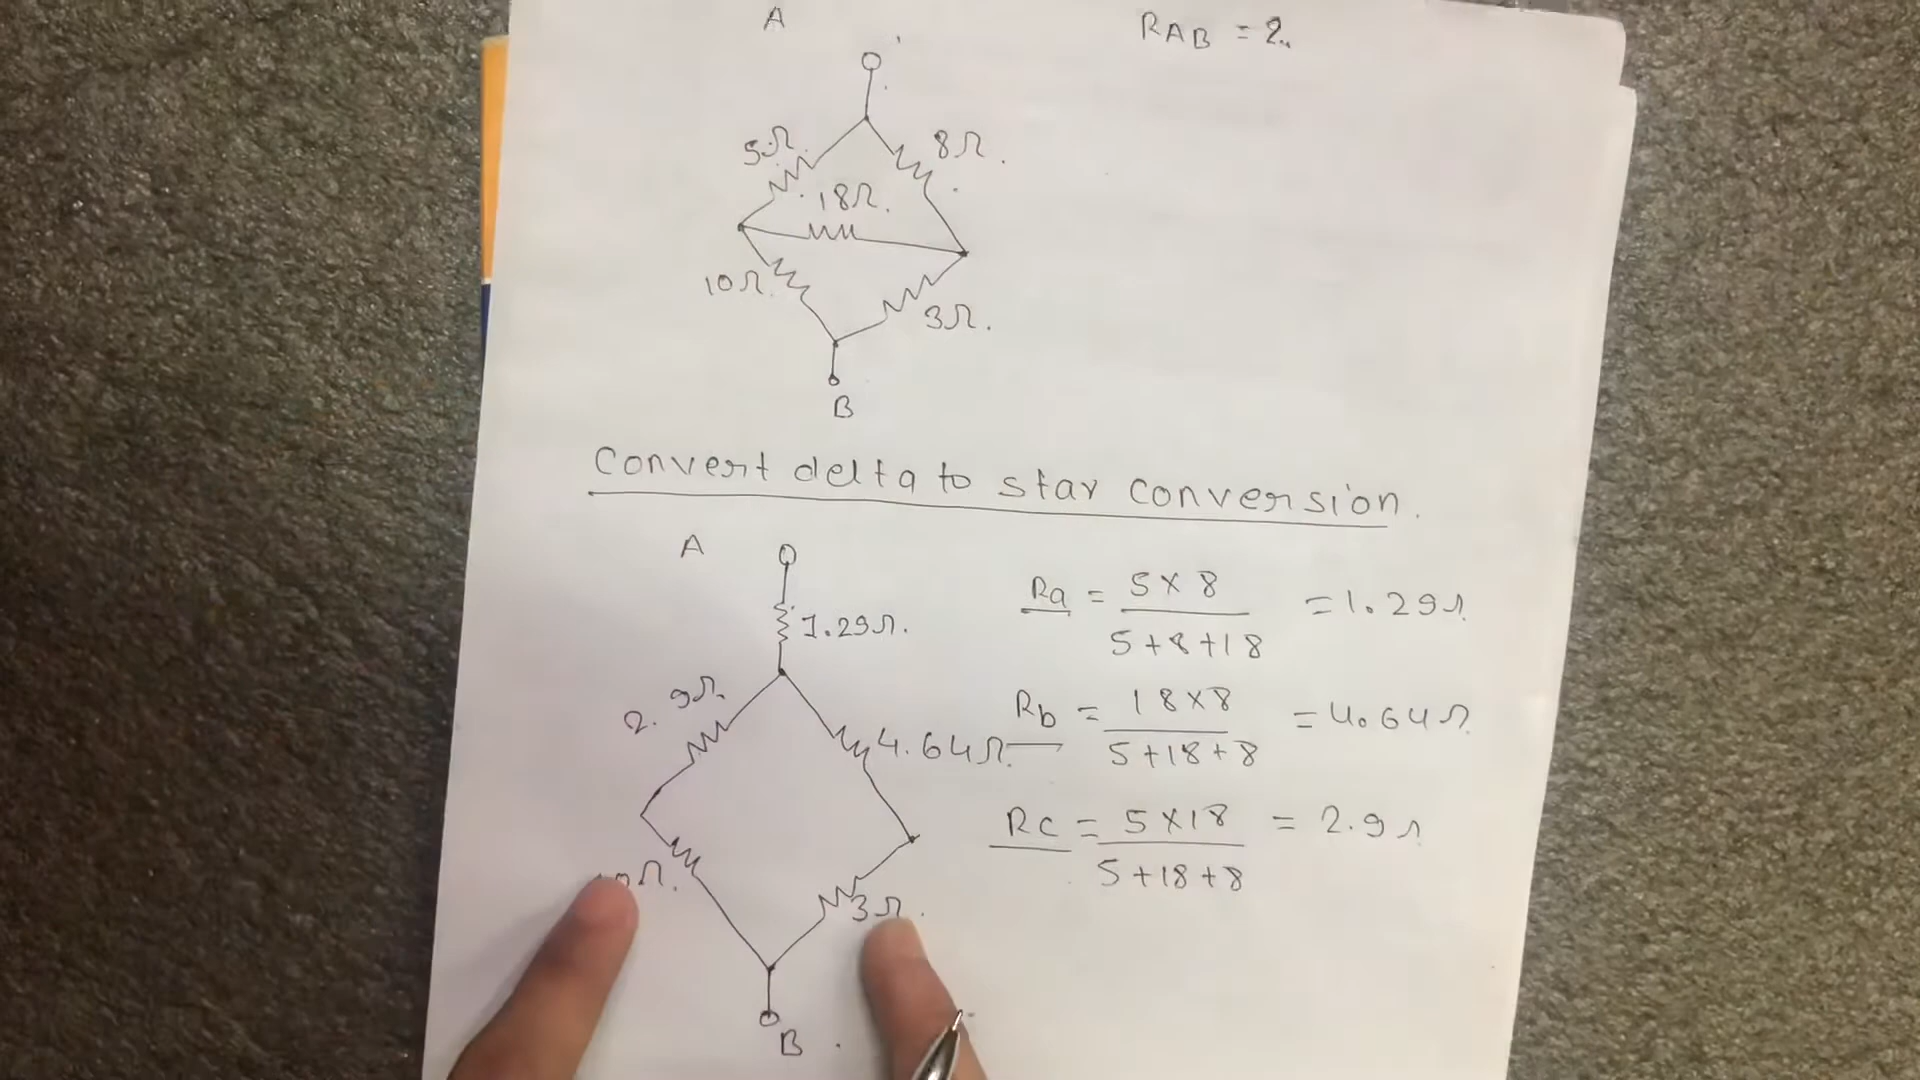 A
RAB = 2.
5Ω.
8Ω.
18Ω.
10Ω.
3Ω.
B
Convert delta to star conversion.
A
1.29Ω.
Ra = 5 × 8 / 5+8+18 = 1.29Ω
2.9Ω.
4.64Ω.
Rb = 18×8 / 5+18+8 = 4.64Ω
Rc = 5×18 / 5+18+8 = 2.9Ω
3Ω.
B